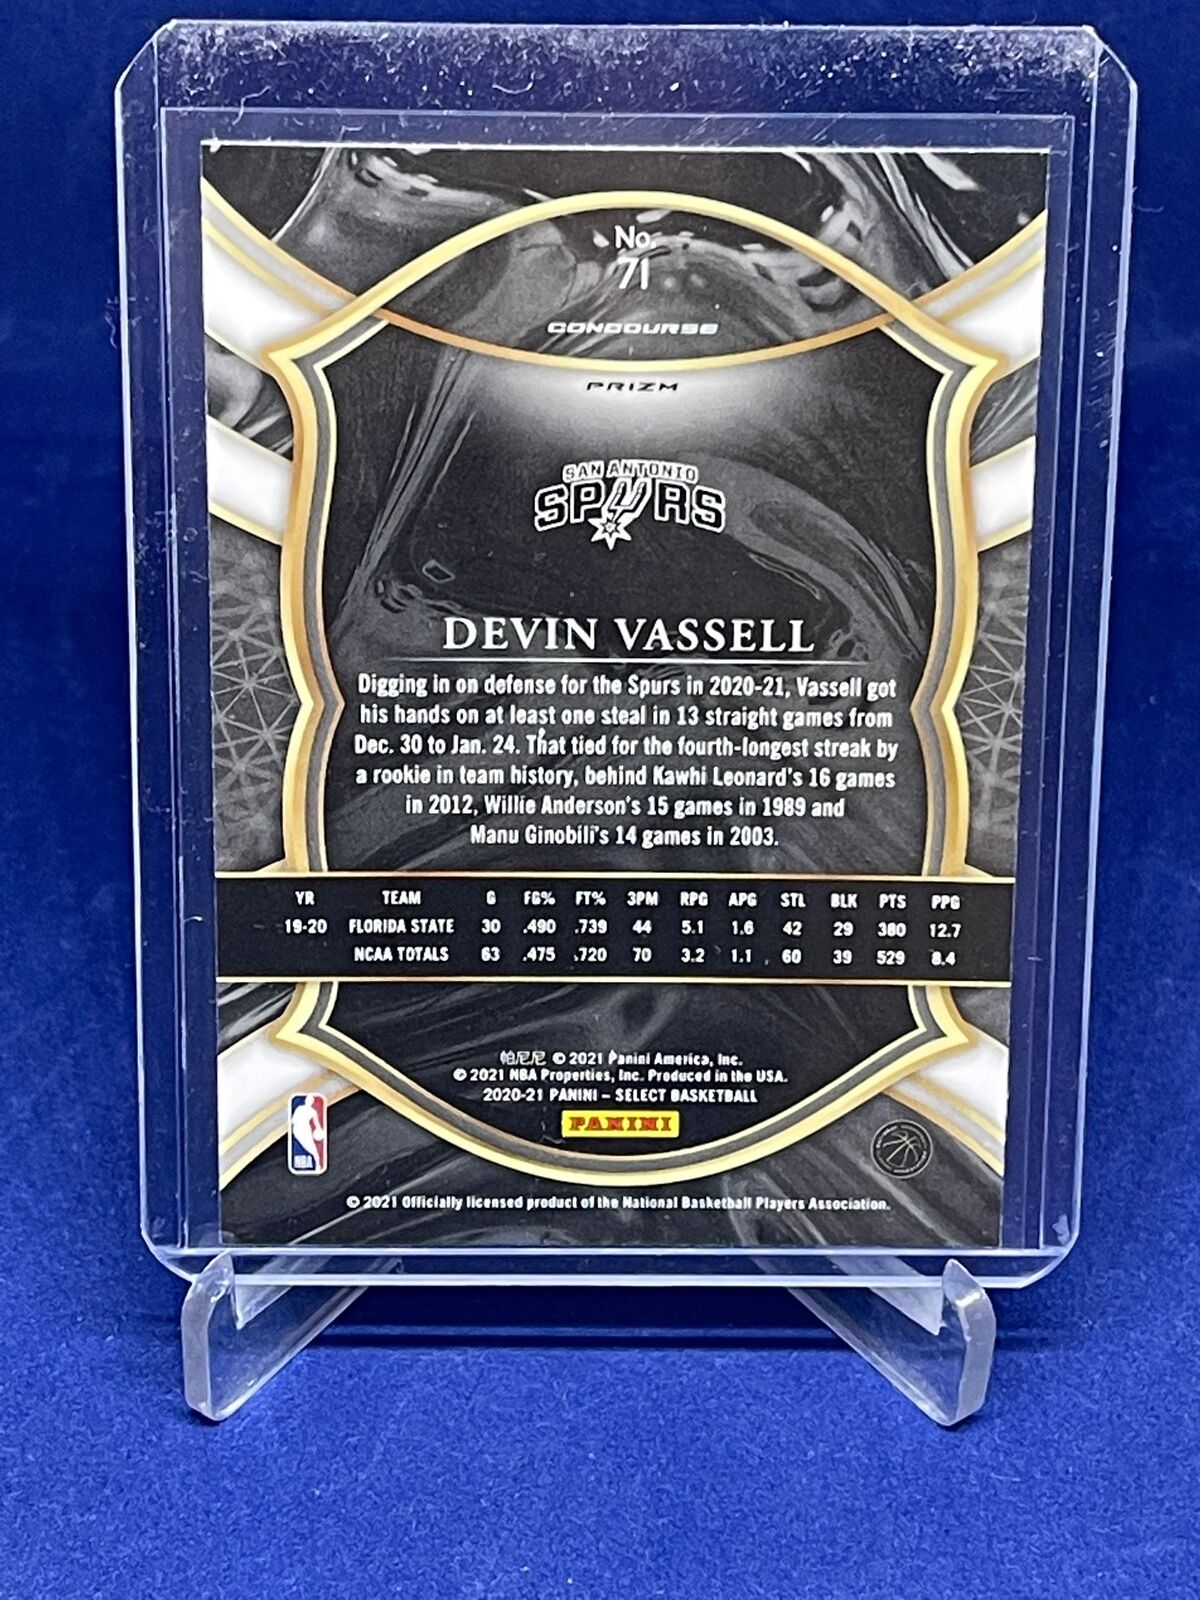 No.
71
CONCOURSE
PRIZM
SAN ANTONIO
SPURS
DEVIN VASSELL
Digging in on defense for the Spurs in 2020-21, Vassell got
his hands on at least one steal in 13 straight games from
Dec. 30 to Jan. 24. That tied for the fourth-longest streak by
a rookie in team history, behind Kawhi Leonard's 16 games
in 2012, Willie Anderson's 15 games in 1989 and
Manu Ginobili's 14 games in 2003.
YR TEAM G FG% FT% 3PM RPG APG STL BLK PTS PPG
19-20 FLORIDA STATE 30 .490 .739 44 5.1 1.6 42 29 380 12.7
NCAA TOTALS 63 .475 .720 70 3.2 1.1 60 39 529 8.4
帕尼尼 © 2021 Panini America, Inc.
© 2021 NBA Properties, Inc. Produced in the USA.
2020-21 PANINI – SELECT BASKETBALL
PANINI
NBA
© 2021 Officially licensed product of the National Basketball Players Association.